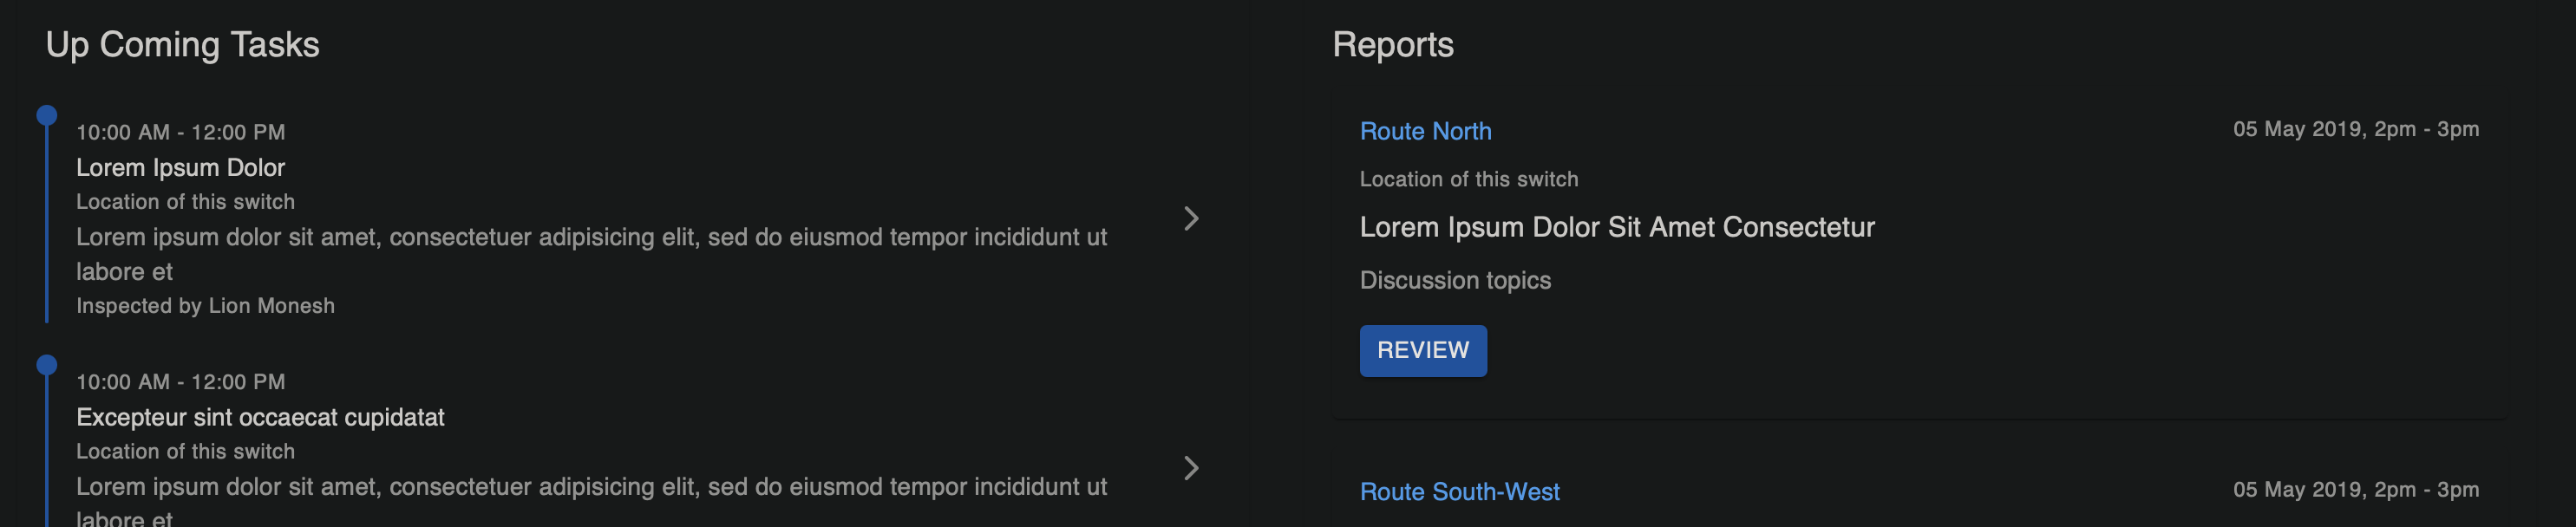 Up Coming Tasks
10:00 AM - 12:00 PM
Lorem Ipsum Dolor
Location of this switch
Lorem ipsum dolor sit amet, consectetuer adipisicing elit, sed do eiusmod tempor incididunt ut
labore et
Inspected by Lion Monesh
10:00 AM - 12:00 PM
Excepteur sint occaecat cupidatat
Location of this switch
Lorem ipsum dolor sit amet, consectetuer adipisicing elit, sed do eiusmod tempor incididunt ut
labore et
Reports
Route North
05 May 2019, 2pm - 3pm
Location of this switch
Lorem Ipsum Dolor Sit Amet Consectetur
Discussion topics
REVIEW
Route South-West
05 May 2019, 2pm - 3pm